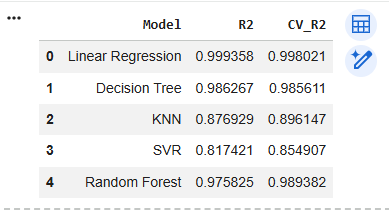 Model R2 CV_R2
0 Linear Regression 0.999358 0.998021
1 Decision Tree 0.986267 0.985611
2 KNN 0.876929 0.896147
3 SVR 0.817421 0.854907
4 Random Forest 0.975825 0.989382